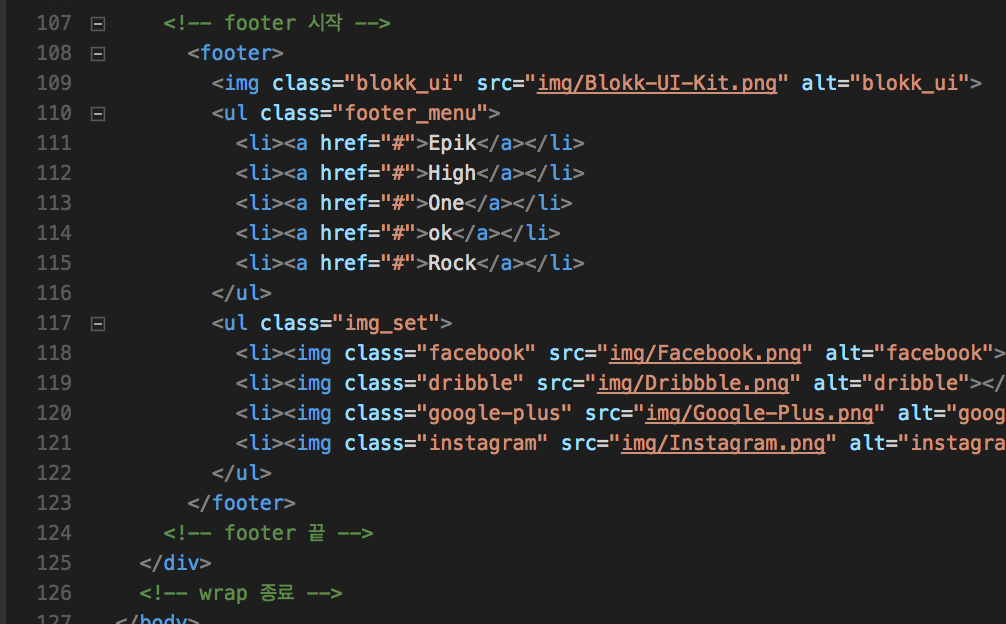 107 <!-- footer 시작 -->
108 <footer>
109 <img class="blokk_ui" src="img/Blokk-UI-Kit.png" alt="blokk_ui">
110 <ul class="footer_menu">
111 <li><a href="#">Epik</a></li>
112 <li><a href="#">High</a></li>
113 <li><a href="#">One</a></li>
114 <li><a href="#">ok</a></li>
115 <li><a href="#">Rock</a></li>
116 </ul>
117 <ul class="img_set">
118 <li><img class="facebook" src="img/Facebook.png" alt="facebook">
119 <li><img class="dribble" src="img/Dribbble.png" alt="dribble"></
120 <li><img class="google-plus" src="img/Google-Plus.png" alt="goog
121 <li><img class="instagram" src="img/Instagram.png" alt="instagra
122 </ul>
123 </footer>
124 <!-- footer 끝 -->
125 </div>
126 <!-- wrap 종료 -->
127 </body>